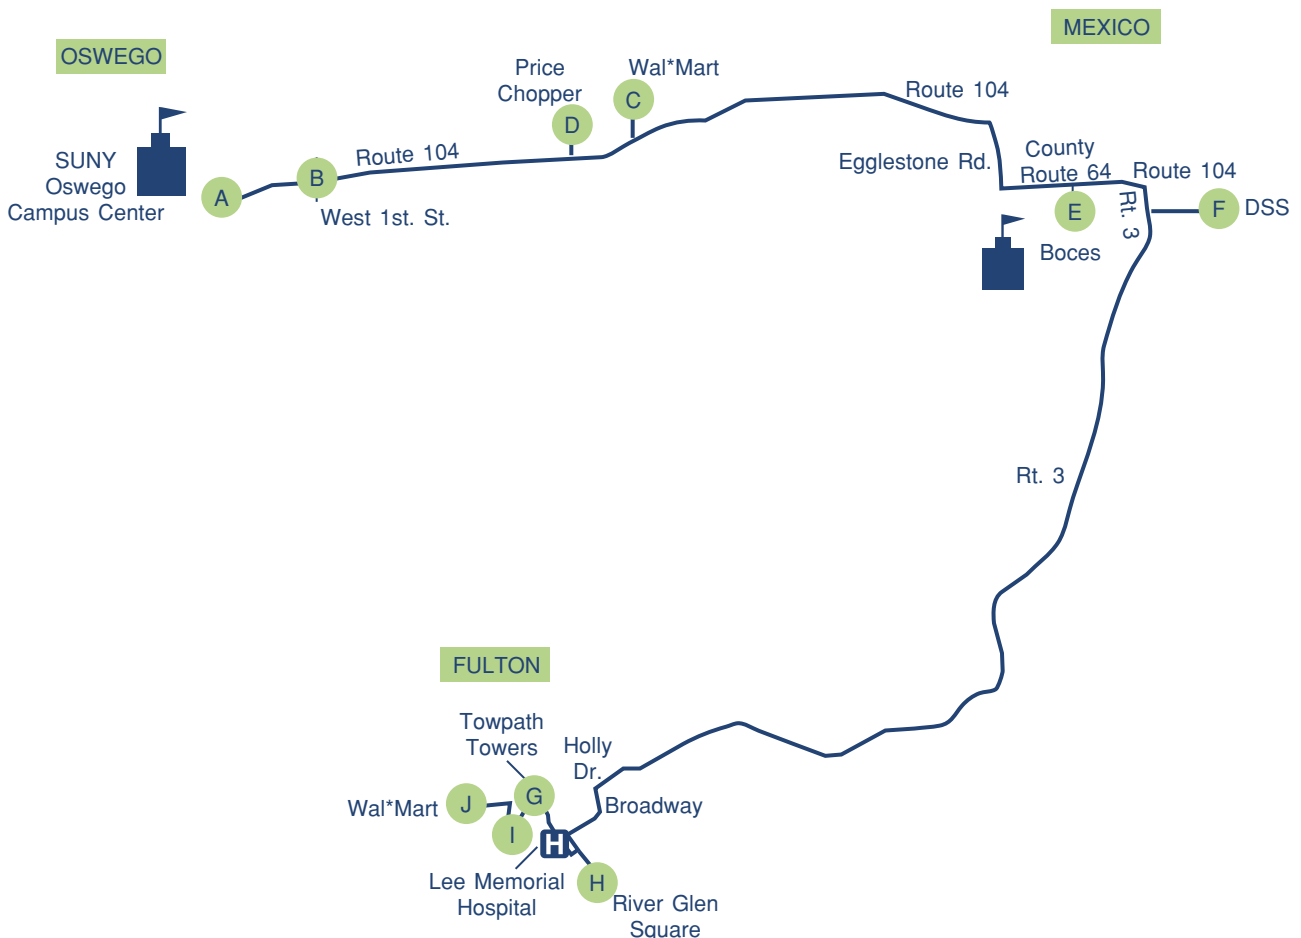 OSWEGO
MEXICO
Price
Chopper
Wal*Mart
D
C
Route 104
SUNY
Oswego
Campus Center
A
B
Route 104
West 1st. St.
Egglestone Rd.
County
Route 64
Route 104
E
Rt. 3
F
DSS
Boces
Rt. 3
FULTON
Towpath
Towers
Holly
Dr.
Wal*Mart
J
G
I
Broadway
H
Lee Memorial
Hospital
H
River Glen
Square